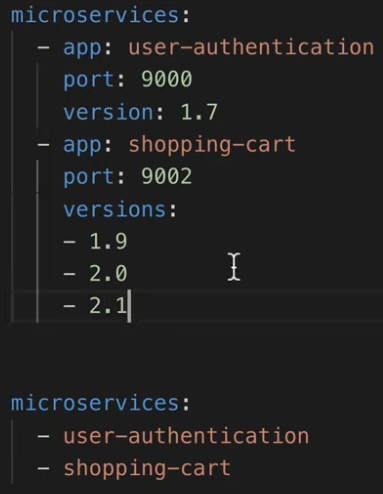 microservices:
  - app: user-authentication
    port: 9000
    version: 1.7
  - app: shopping-cart
    port: 9002
    versions:
    - 1.9
    - 2.0
    - 2.1
microservices:
  - user-authentication
  - shopping-cart